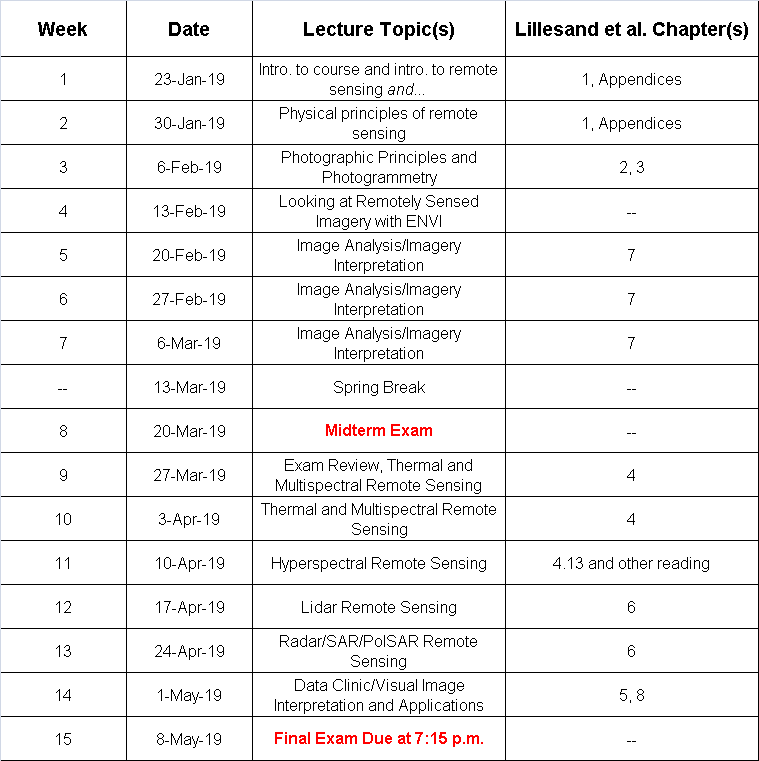 Week Date Lecture Topic(s) Lillesand et al. Chapter(s)
1 23-Jan-19 Intro. to course and intro. to remote
sensing and... 1, Appendices
2 30-Jan-19 Physical principles of remote
sensing 1, Appendices
3 6-Feb-19 Photographic Principles and
Photogrammetry 2, 3
4 13-Feb-19 Looking at Remotely Sensed
Imagery with ENVI --
5 20-Feb-19 Image Analysis/Imagery
Interpretation 7
6 27-Feb-19 Image Analysis/Imagery
Interpretation 7
7 6-Mar-19 Image Analysis/Imagery
Interpretation 7
-- 13-Mar-19 Spring Break --
8 20-Mar-19 Midterm Exam --
9 27-Mar-19 Exam Review, Thermal and
Multispectral Remote Sensing 4
10 3-Apr-19 Thermal and Multispectral Remote
Sensing 4
11 10-Apr-19 Hyperspectral Remote Sensing 4.13 and other reading
12 17-Apr-19 Lidar Remote Sensing 6
13 24-Apr-19 Radar/SAR/PolSAR Remote
Sensing 6
14 1-May-19 Data Clinic/Visual Image
Interpretation and Applications 5, 8
15 8-May-19 Final Exam Due at 7:15 p.m. --